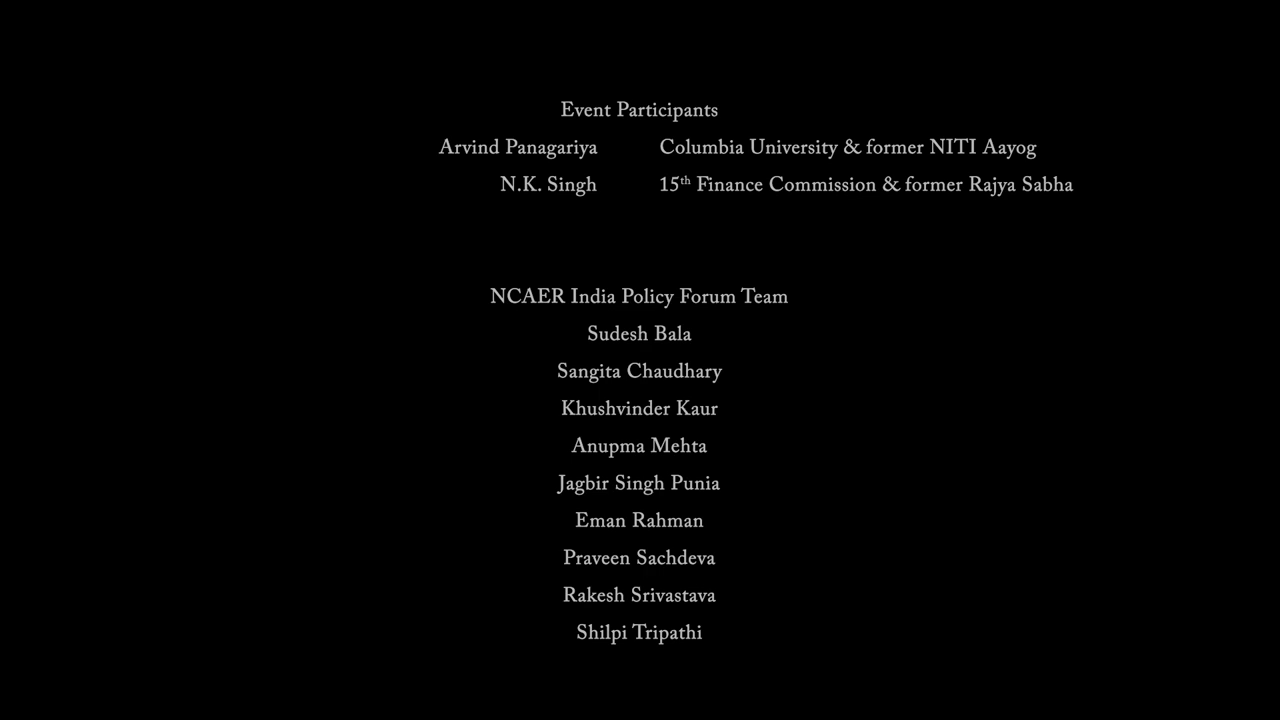 Event Participants
Arvind Panagariya Columbia University & former NITI Aayog
N.K. Singh 15th Finance Commission & former Rajya Sabha
NCAER India Policy Forum Team
Sudesh Bala
Sangita Chaudhary
Khushvinder Kaur
Anupma Mehta
Jagbir Singh Punia
Eman Rahman
Praveen Sachdeva
Rakesh Srivastava
Shilpi Tripathi